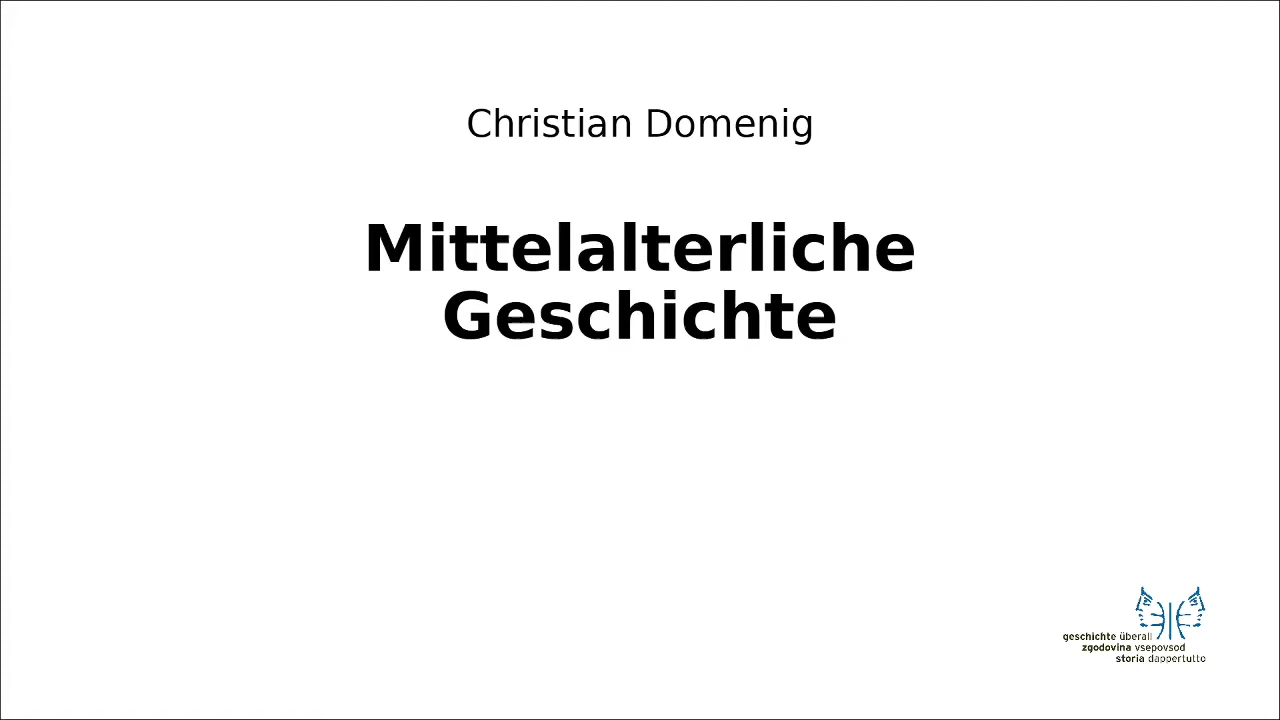 Christian Domenig
Mittelalterliche
Geschichte
geschichte überall
zgodovina vsepovsod
storia dappertutto